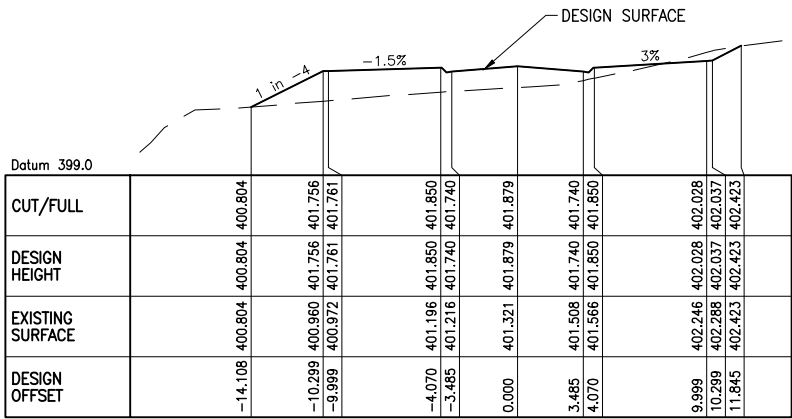 DESIGN SURFACE
1 in -4
-1.5%
3%
Datum 399.0
CUT/FULL 400.804 401.756 401.761 401.850 401.740 401.879 401.740 401.850 402.028 402.037 402.423
DESIGN HEIGHT 400.804 401.756 401.761 401.850 401.740 401.879 401.740 401.850 402.028 402.037 402.423
EXISTING SURFACE 400.804 400.960 400.972 401.196 401.216 401.321 401.508 401.566 402.246 402.288 402.423
DESIGN OFFSET -14.108 -10.299 -9.999 -4.070 -3.485 0.000 3.485 4.070 9.999 10.299 11.845